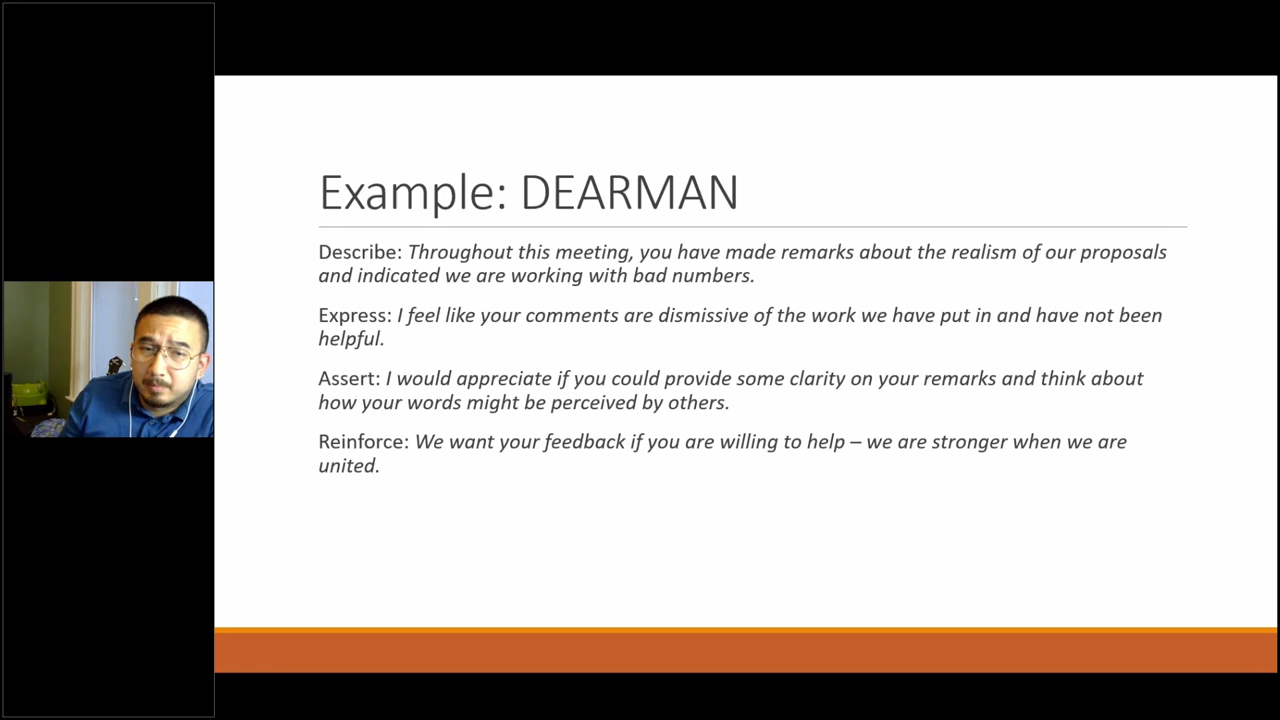 Example: DEARMAN
Describe: Throughout this meeting, you have made remarks about the realism of our proposals
and indicated we are working with bad numbers.
Express: I feel like your comments are dismissive of the work we have put in and have not been
helpful.
Assert: I would appreciate if you could provide some clarity on your remarks and think about
how your words might be perceived by others.
Reinforce: We want your feedback if you are willing to help – we are stronger when we are
united.